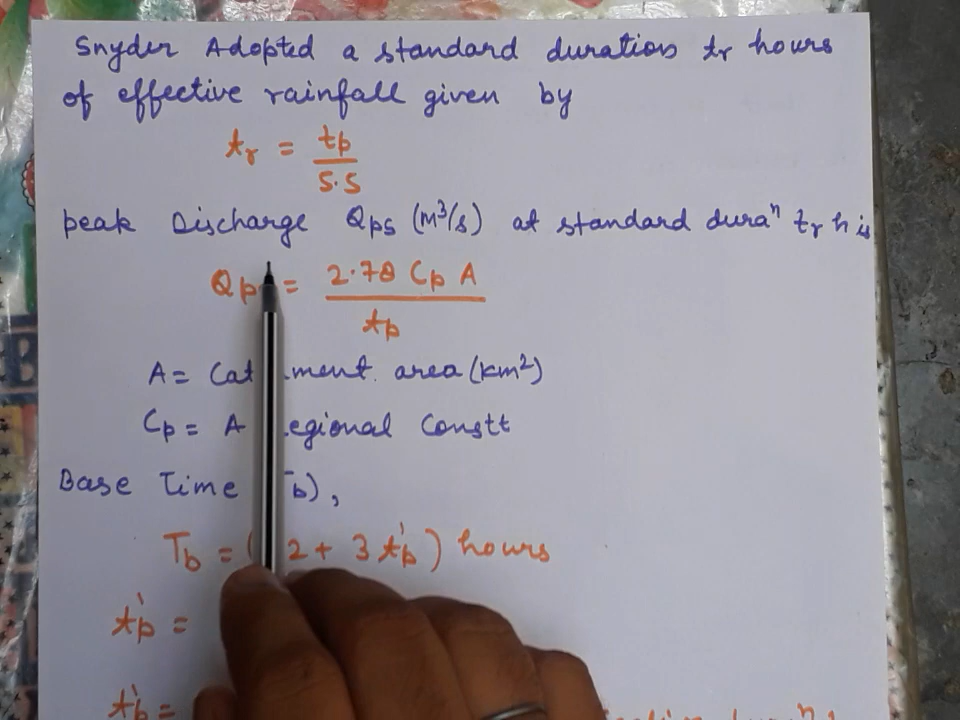 Snyder Adopted a standard duration tr hours
of effective rainfall given by
tr = tp / 5.5
peak Discharge Qps (m³/s) at standard duraⁿ tr h is
Qp = 2.78 Cp A / tp
A = Cat ment. area (km²)
Cp = A egional Constt
Base Time b),
Tb = ( 2 + 3 t'p ) hours
t'p =
t'p =